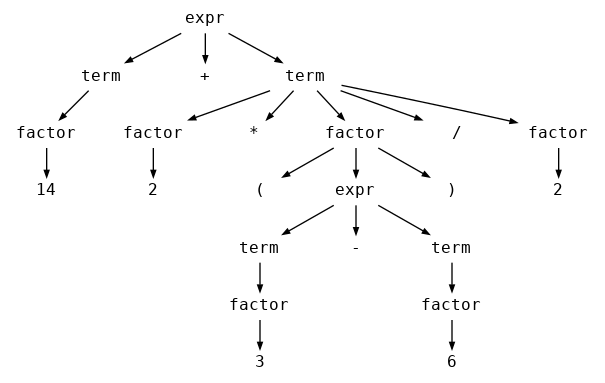 expr
term + term
factor factor * factor / factor
14 2 ( expr ) 2
term - term
factor factor
3 6